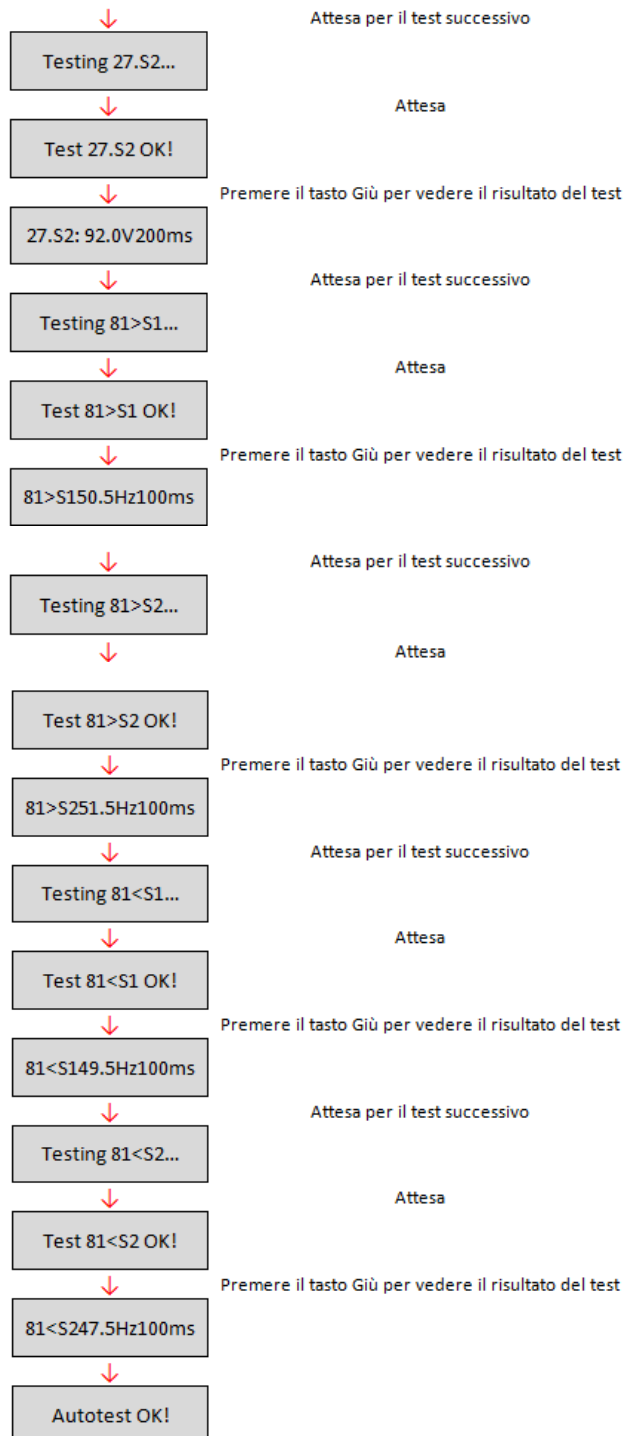 Attesa per il test successivo
Testing 27.S2...
Attesa
Test 27.S2 OK!
Premere il tasto Giù per vedere il risultato del test
27.S2: 92.0V200ms
Attesa per il test successivo
Testing 81>S1...
Attesa
Test 81>S1 OK!
Premere il tasto Giù per vedere il risultato del test
81>S150.5Hz100ms
Attesa per il test successivo
Testing 81>S2...
Attesa
Test 81>S2 OK!
Premere il tasto Giù per vedere il risultato del test
81>S251.5Hz100ms
Attesa per il test successivo
Testing 81<S1...
Attesa
Test 81<S1 OK!
Premere il tasto Giù per vedere il risultato del test
81<S149.5Hz100ms
Attesa per il test successivo
Testing 81<S2...
Attesa
Test 81<S2 OK!
Premere il tasto Giù per vedere il risultato del test
81<S247.5Hz100ms
Autotest OK!